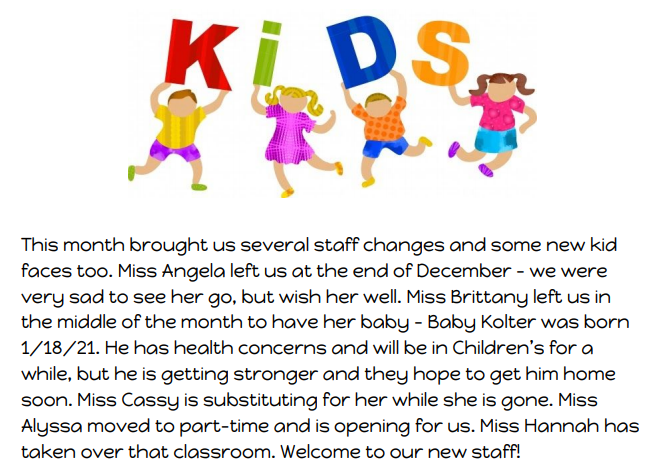 KiDS
This month brought us several staff changes and some new kid
faces too. Miss Angela left us at the end of December - we were
very sad to see her go, but wish her well. Miss Brittany left us in
the middle of the month to have her baby - Baby Kolter was born
1/18/21. He has health concerns and will be in Children's for a
while, but he is getting stronger and they hope to get him home
soon. Miss Cassy is substituting for her while she is gone. Miss
Alyssa moved to part-time and is opening for us. Miss Hannah has
taken over that classroom. Welcome to our new staff!